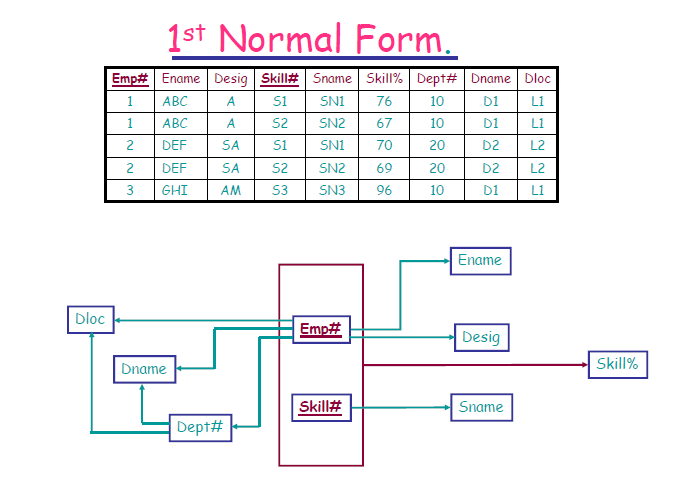 1st Normal Form.
Emp# Ename Desig Skill# Sname Skill% Dept# Dname Dloc
1 ABC A S1 SN1 76 10 D1 L1
1 ABC A S2 SN2 67 10 D1 L1
2 DEF SA S1 SN1 70 20 D2 L2
2 DEF SA S2 SN2 69 20 D2 L2
3 GHI AM S3 SN3 96 10 D1 L1
Ename
Dloc
Emp#
Desig
Dname
Skill%
Skill#
Sname
Dept#